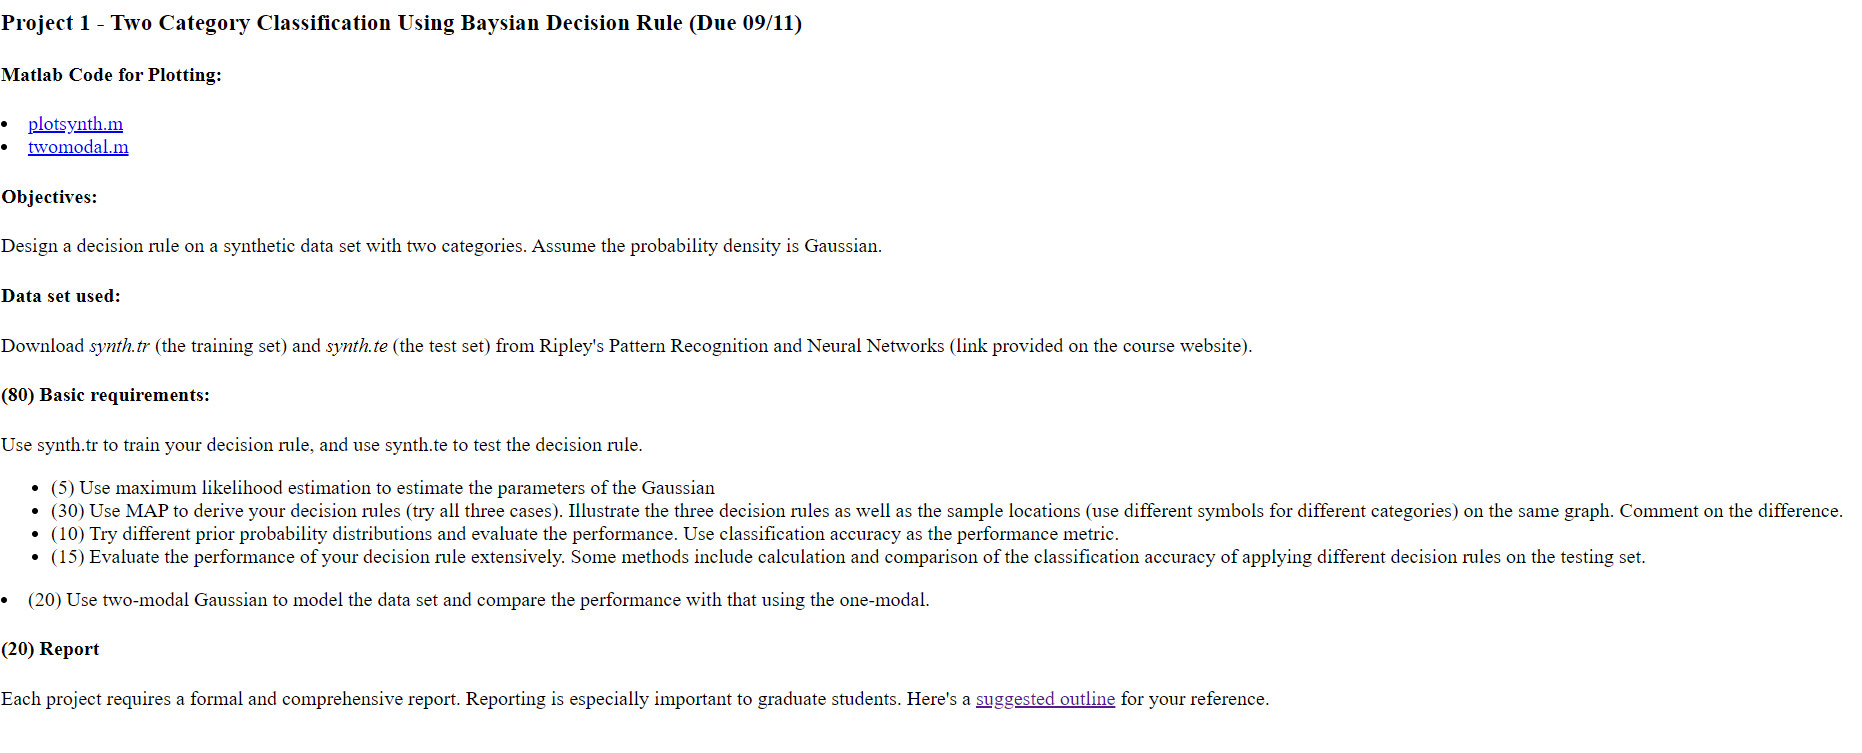 Project 1 - Two Category Classification Using Baysian Decision Rule (Due 09/11)
Matlab Code for Plotting:
• plotsynth.m
• twomodal.m
Objectives:
Design a decision rule on a synthetic data set with two categories. Assume the probability density is Gaussian.
Data set used:
Download synth.tr (the training set) and synth.te (the test set) from Ripley's Pattern Recognition and Neural Networks (link provided on the course website).
(80) Basic requirements:
Use synth.tr to train your decision rule, and use synth.te to test the decision rule.
• (5) Use maximum likelihood estimation to estimate the parameters of the Gaussian
• (30) Use MAP to derive your decision rules (try all three cases). Illustrate the three decision rules as well as the sample locations (use different symbols for different categories) on the same graph. Comment on the difference.
• (10) Try different prior probability distributions and evaluate the performance. Use classification accuracy as the performance metric.
• (15) Evaluate the performance of your decision rule extensively. Some methods include calculation and comparison of the classification accuracy of applying different decision rules on the testing set.
• (20) Use two-modal Gaussian to model the data set and compare the performance with that using the one-modal.
(20) Report
Each project requires a formal and comprehensive report. Reporting is especially important to graduate students. Here's a suggested outline for your reference.